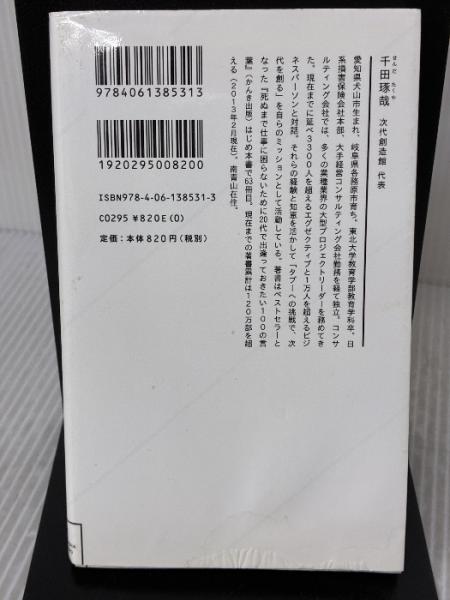 9784061385313
1920295008200
ISBN978-4-06-138531-3
C0295 ¥820E(0)
定価：本体820円（税別）
せんだ たくや
千田琢哉 次代創造館 代表
愛知県犬山市生まれ、岐阜県各務原市育ち。東北大学教育学部教育学科卒。日
系損害保険会社本部、大手経営コンサルティング会社勤務を経て独立。コンサ
ルティング会社では、多くの業種業界の大型プロジェクトリーダーを務めてき
た。現在までに延べ3300人を超えるエグゼクティブと1万人を超えるビジ
ネスパーソンと対話。それらの経験と知恵を活かして「タブーへの挑戦で、次
代を創る」を自らのミッションとして活動している。著書はベストセラーと
なった『死ぬまで仕事に困らないために20代で出逢っておきたい100の言
葉』（かんき出版）はじめ本書で63冊目。現在までの著書累計は120万部を超
える（2013年2月現在）。南青山在住。